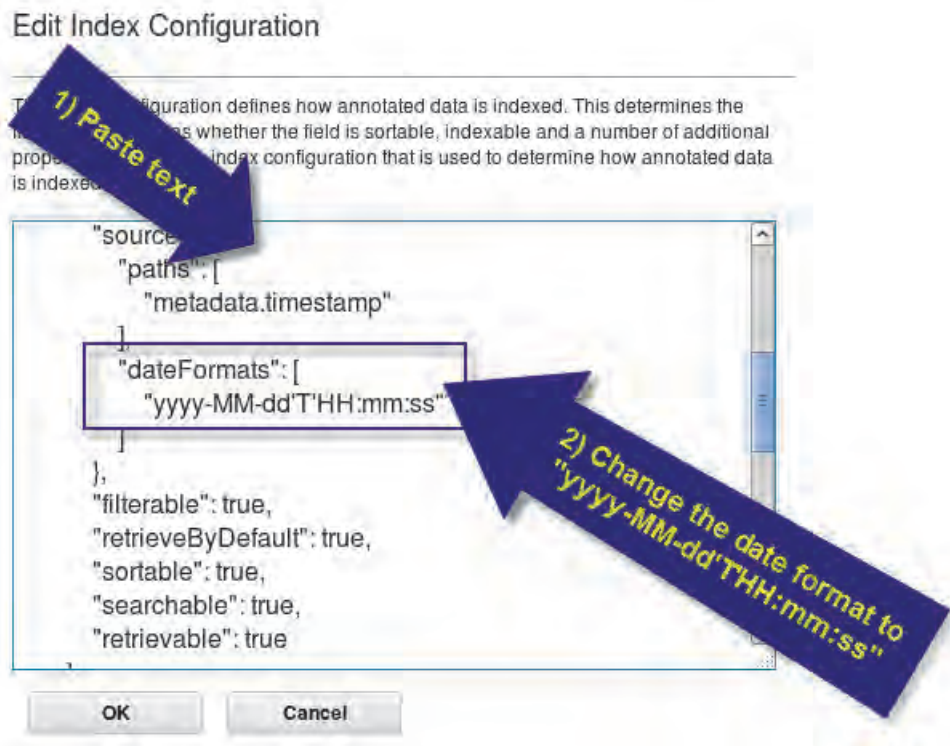 Edit Index Configuration
defines how annotated data is indexed. This determines the
whether the field is sortable, indexable and a number of additional
index configuration that is used to determine how annotated data
is
1) Paste text
"source
"paths": [
"metadata.timestamp"
],
"dateFormats": [
"yyyy-MM-dd'T'HH:mm:ss"
]
},
"filterable": true,
"retrieveByDefault": true,
"sortable": true,
"searchable": true,
"retrievable": true
2) Change the date format to
"yyyy-MM-dd'THH:mm:ss"
OK
Cancel